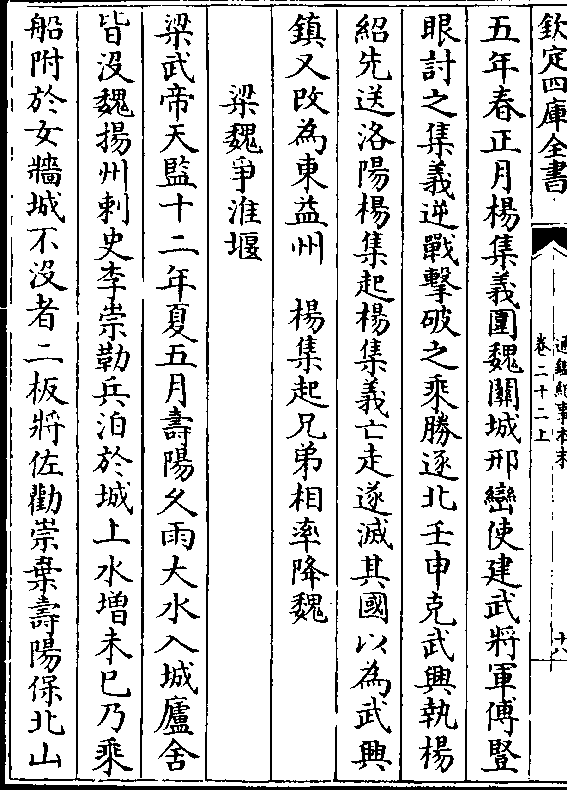 欽定四庫全書
通鑑紀事本末
卷二十二上
十八
五年春正月楊集義圍魏關城邢巒使建武將軍傅豎
眼討之集義逆戰擊破之乘勝逐北壬申克武興執楊
紹先送洛陽楊集起楊集義亡走遂滅其國以為武興
鎮又改為東益州　楊集起兄弟相率降魏
梁魏爭淮堰
梁武帝天監十二年夏五月壽陽乆雨大水入城廬舍
皆沒魏揚州刺史李崇勒兵泊於城上水增未已乃乘
船附於女牆城不沒者二板將佐勸崇棄壽陽保北山